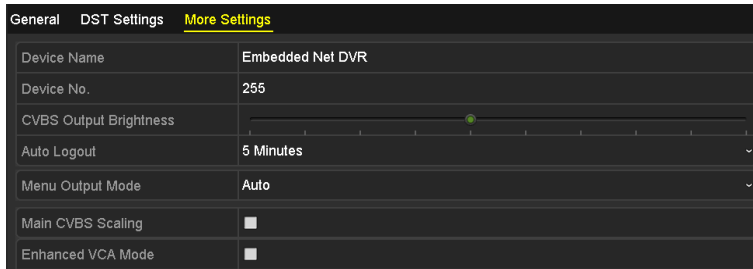 General DST Settings More Settings
Device Name Embedded Net DVR
Device No. 255
CVBS Output Brightness
Auto Logout 5 Minutes
Menu Output Mode Auto
Main CVBS Scaling
Enhanced VCA Mode